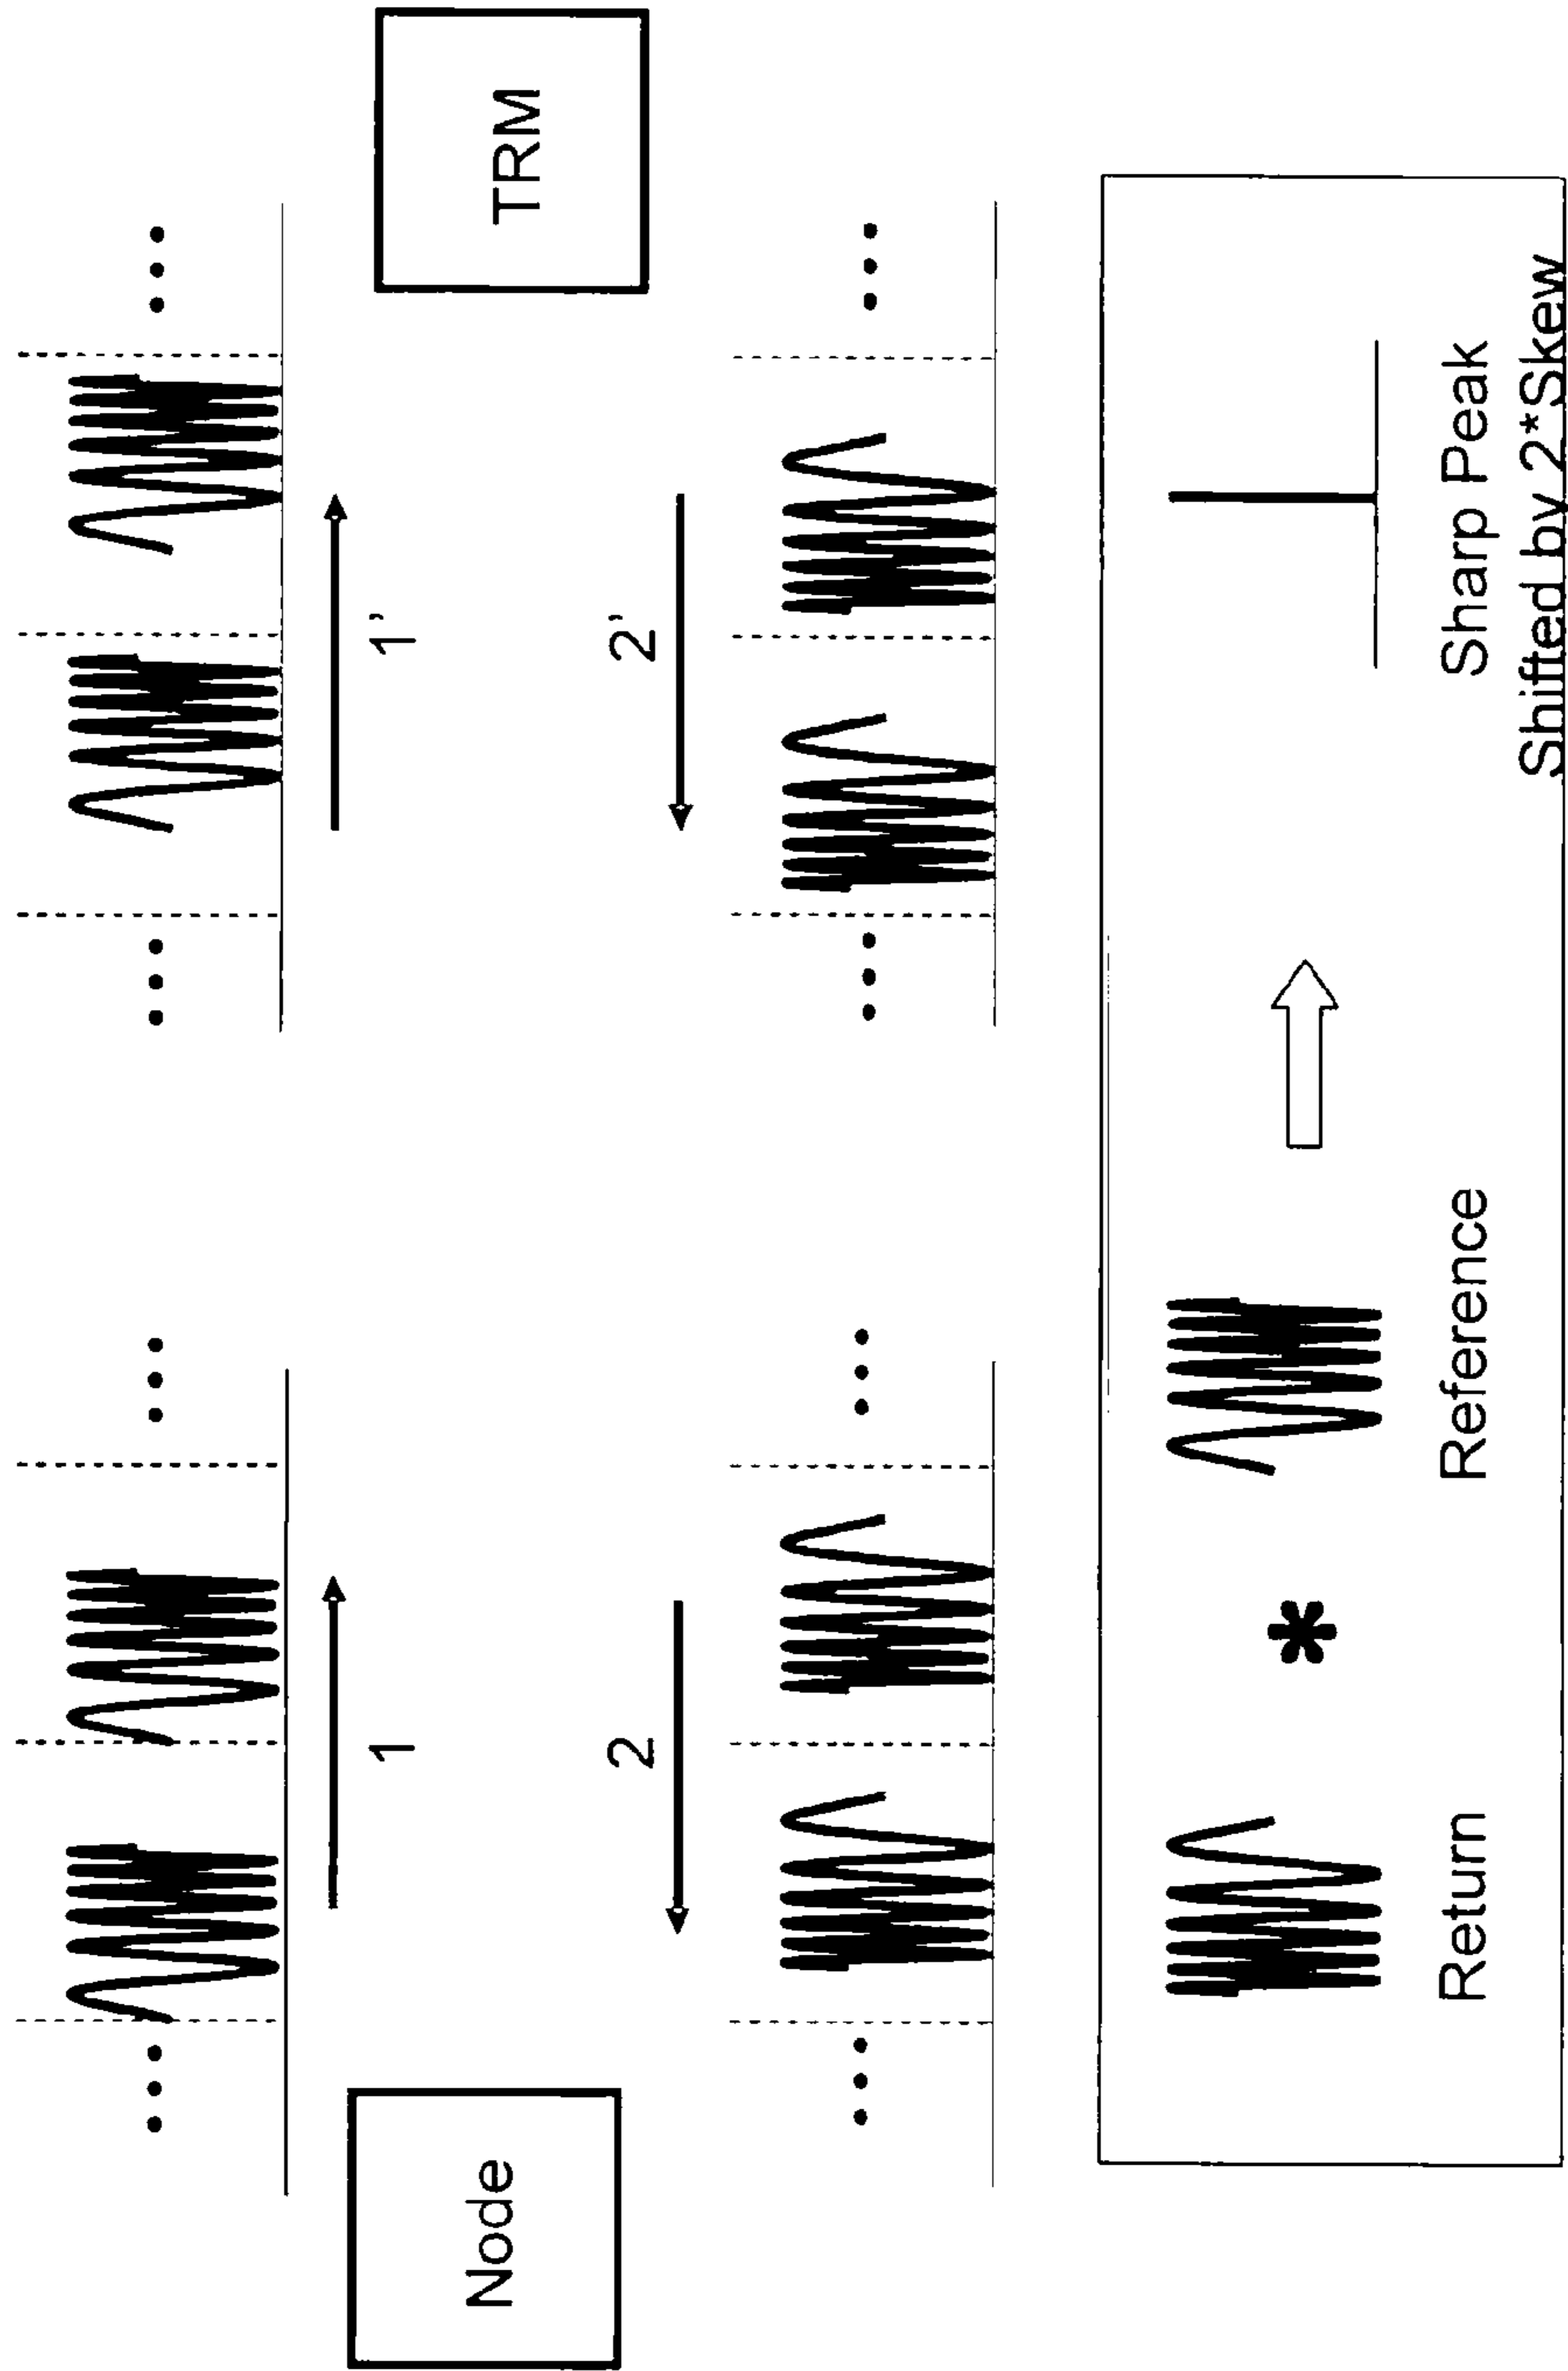 Node
TRM
1
1'
2
2'
*
Return
Reference
Sharp Peak
Shifted by 2*Skew